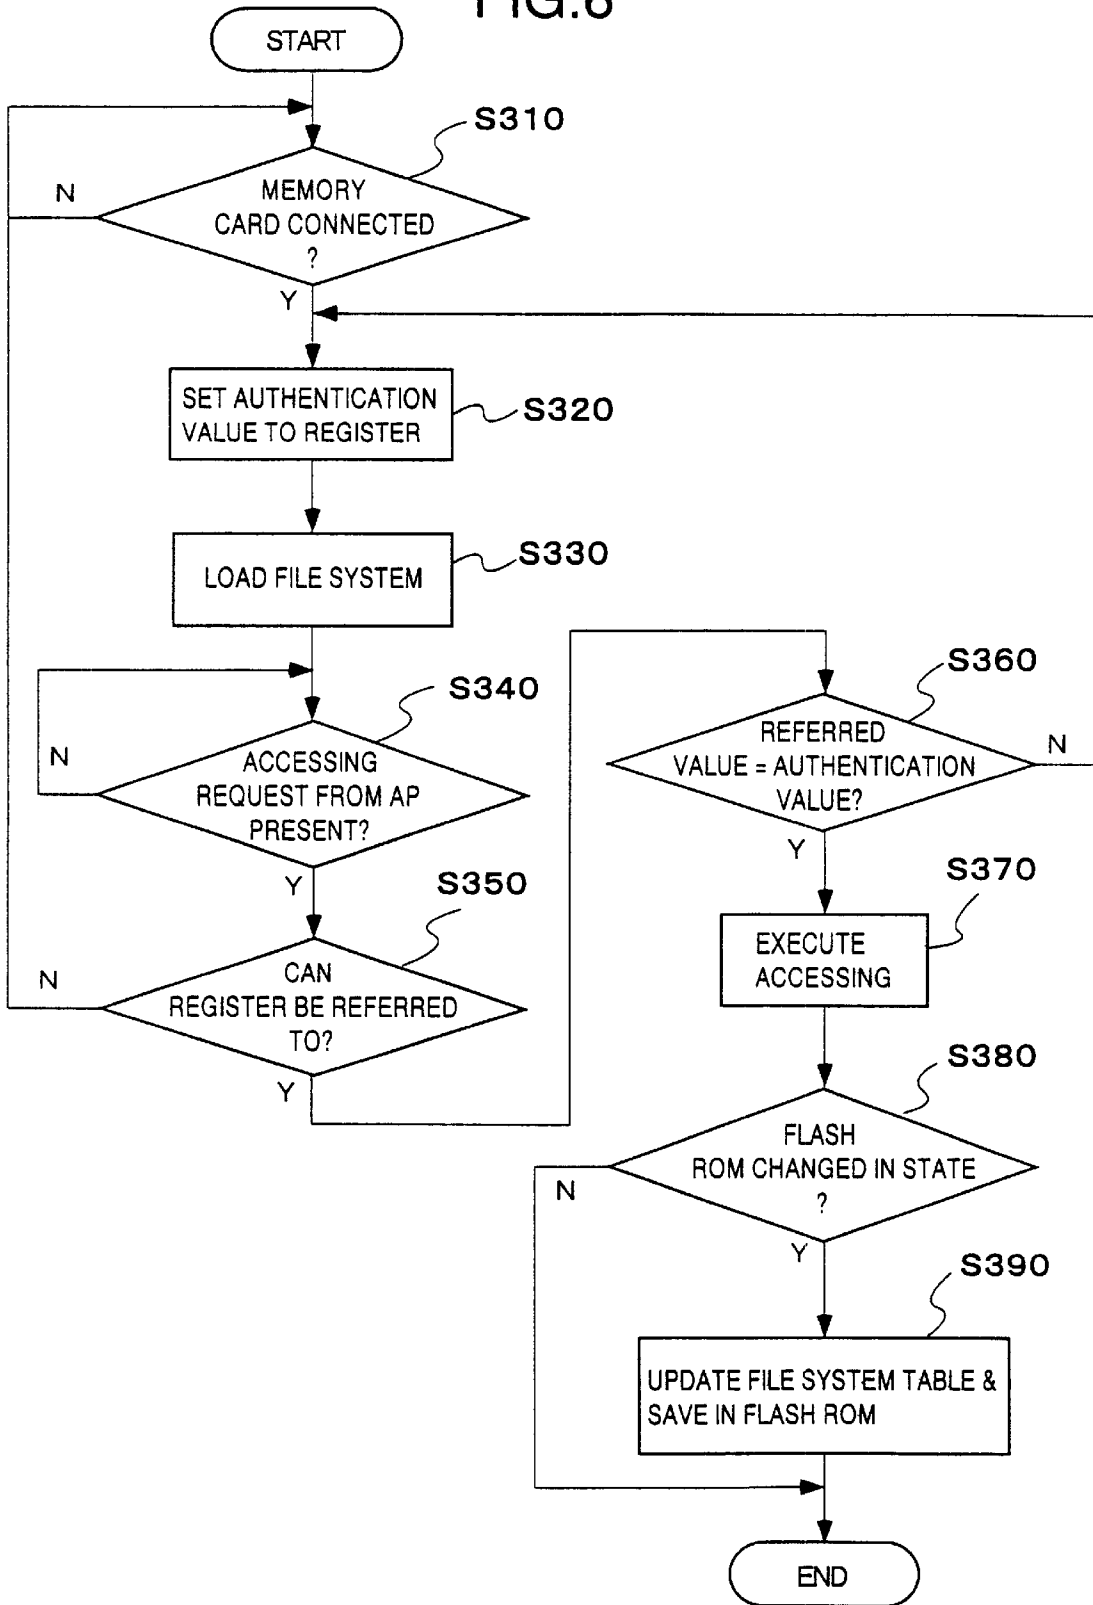 FIG.6
START
S310
N
MEMORY
CARD CONNECTED
?
Y
SET AUTHENTICATION
VALUE TO REGISTER
S320
LOAD FILE SYSTEM
S330
S340
N
ACCESSING
REQUEST FROM AP
PRESENT?
Y
S350
N
CAN
REGISTER BE REFERRED
TO?
Y
S360
REFERRED
VALUE = AUTHENTICATION
VALUE?
N
Y
S370
EXECUTE
ACCESSING
S380
FLASH
ROM CHANGED IN STATE
?
N
Y
S390
UPDATE FILE SYSTEM TABLE &
SAVE IN FLASH ROM
END